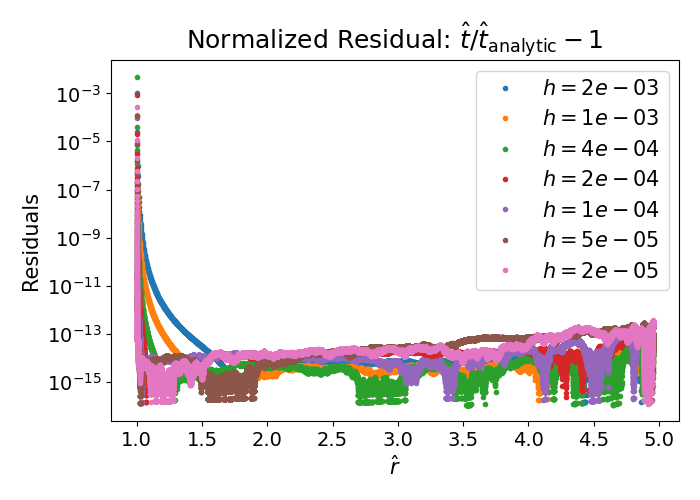 Normalized Residual: t̂/t̂analytic − 1
Residuals
10⁻³
10⁻⁵
10⁻⁷
10⁻⁹
10⁻¹¹
10⁻¹³
10⁻¹⁵
h = 2e − 03
h = 1e − 03
h = 4e − 04
h = 2e − 04
h = 1e − 04
h = 5e − 05
h = 2e − 05
1.0 1.5 2.0 2.5 3.0 3.5 4.0 4.5 5.0
r̂